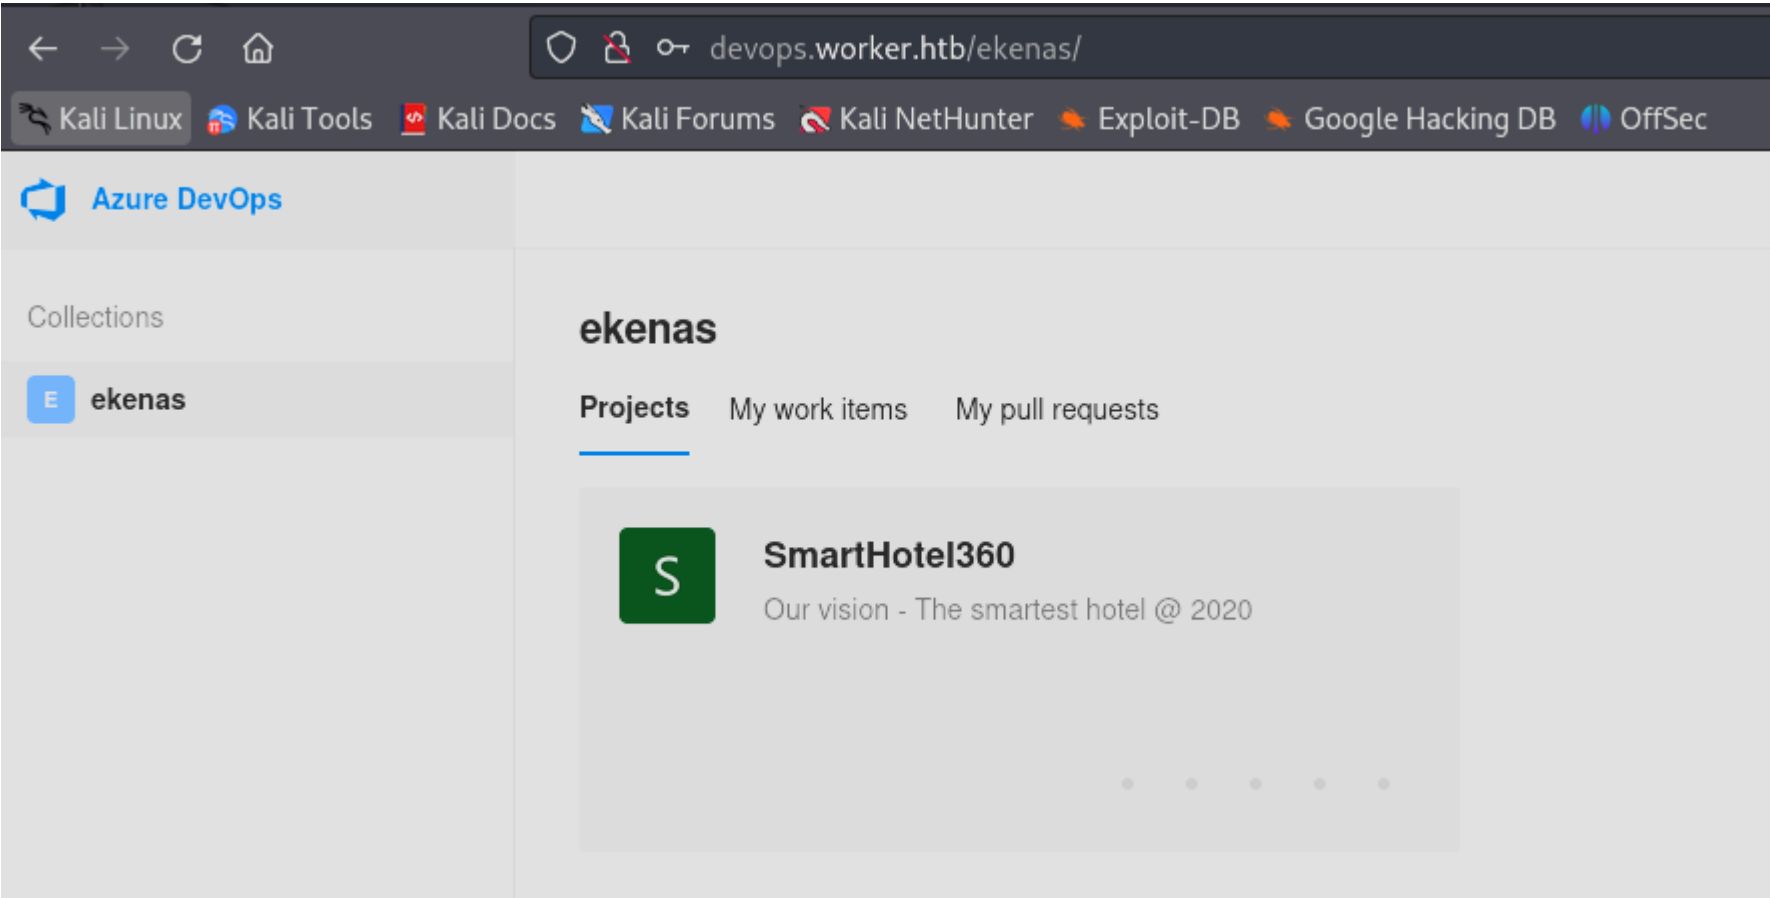 devops.worker.htb/ekenas/
Kali Linux Kali Tools Kali Docs Kali Forums Kali NetHunter Exploit-DB Google Hacking DB OffSec
Azure DevOps
Collections
E ekenas
ekenas
Projects My work items My pull requests
S
SmartHotel360
Our vision - The smartest hotel @ 2020